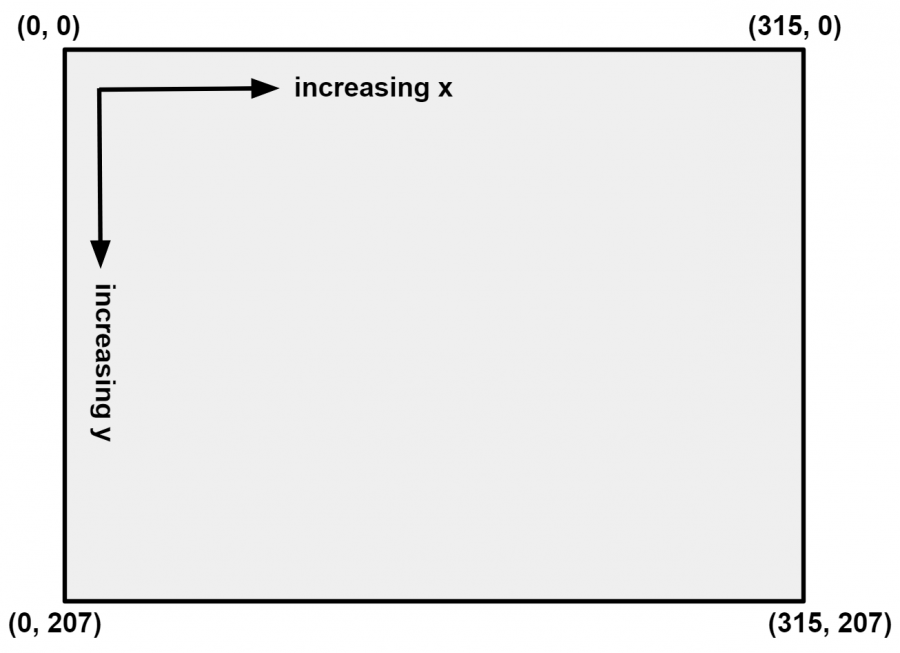 (0, 0)
(315, 0)
increasing x
increasing y
(0, 207)
(315, 207)